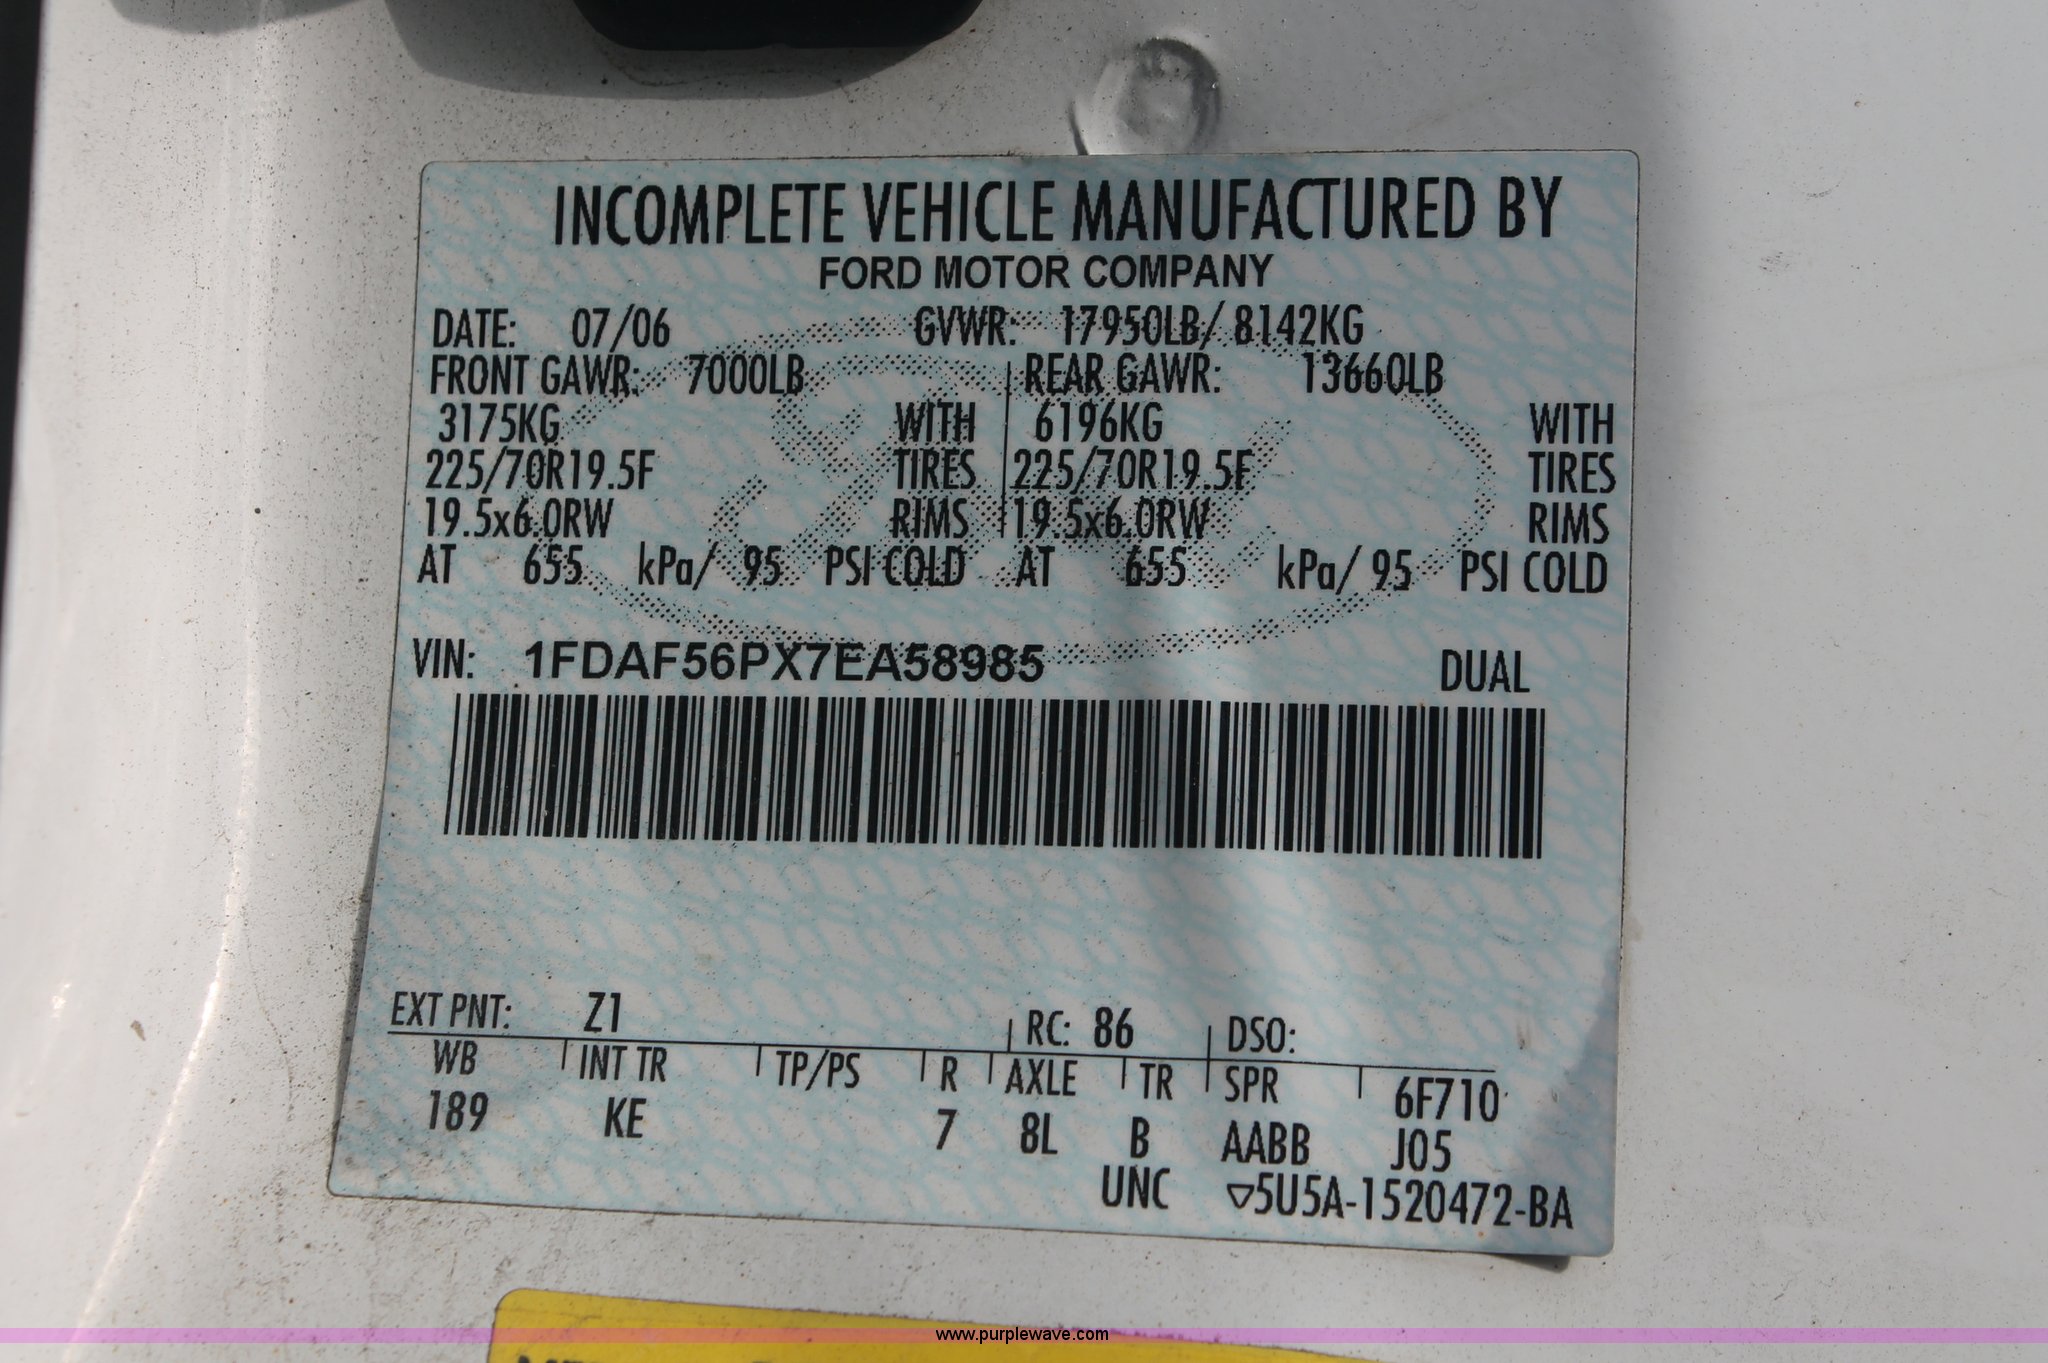 INCOMPLETE VEHICLE MANUFACTURED BY
FORD MOTOR COMPANY
DATE: 07/06 GVWR: 17950LB/ 8142KG
FRONT GAWR: 7000LB REAR GAWR: 13660LB
3175KG WITH 6196KG WITH
225/70R19.5F TIRES 225/70R19.5F TIRES
19.5x6.0RW RIMS 19.5x6.0RW RIMS
AT 655 kPa/ 95 PSI COLD AT 655 kPa/ 95 PSI COLD
VIN: 1FDAF56PX7EA58985 DUAL
EXT PNT: Z1 RC: 86 DSO:
WB INT TR TP/PS R AXLE TR SPR 6F710
189 KE 7 8L B AABB J05
UNC ▽5U5A-1520472-BA
www.purplewave.com